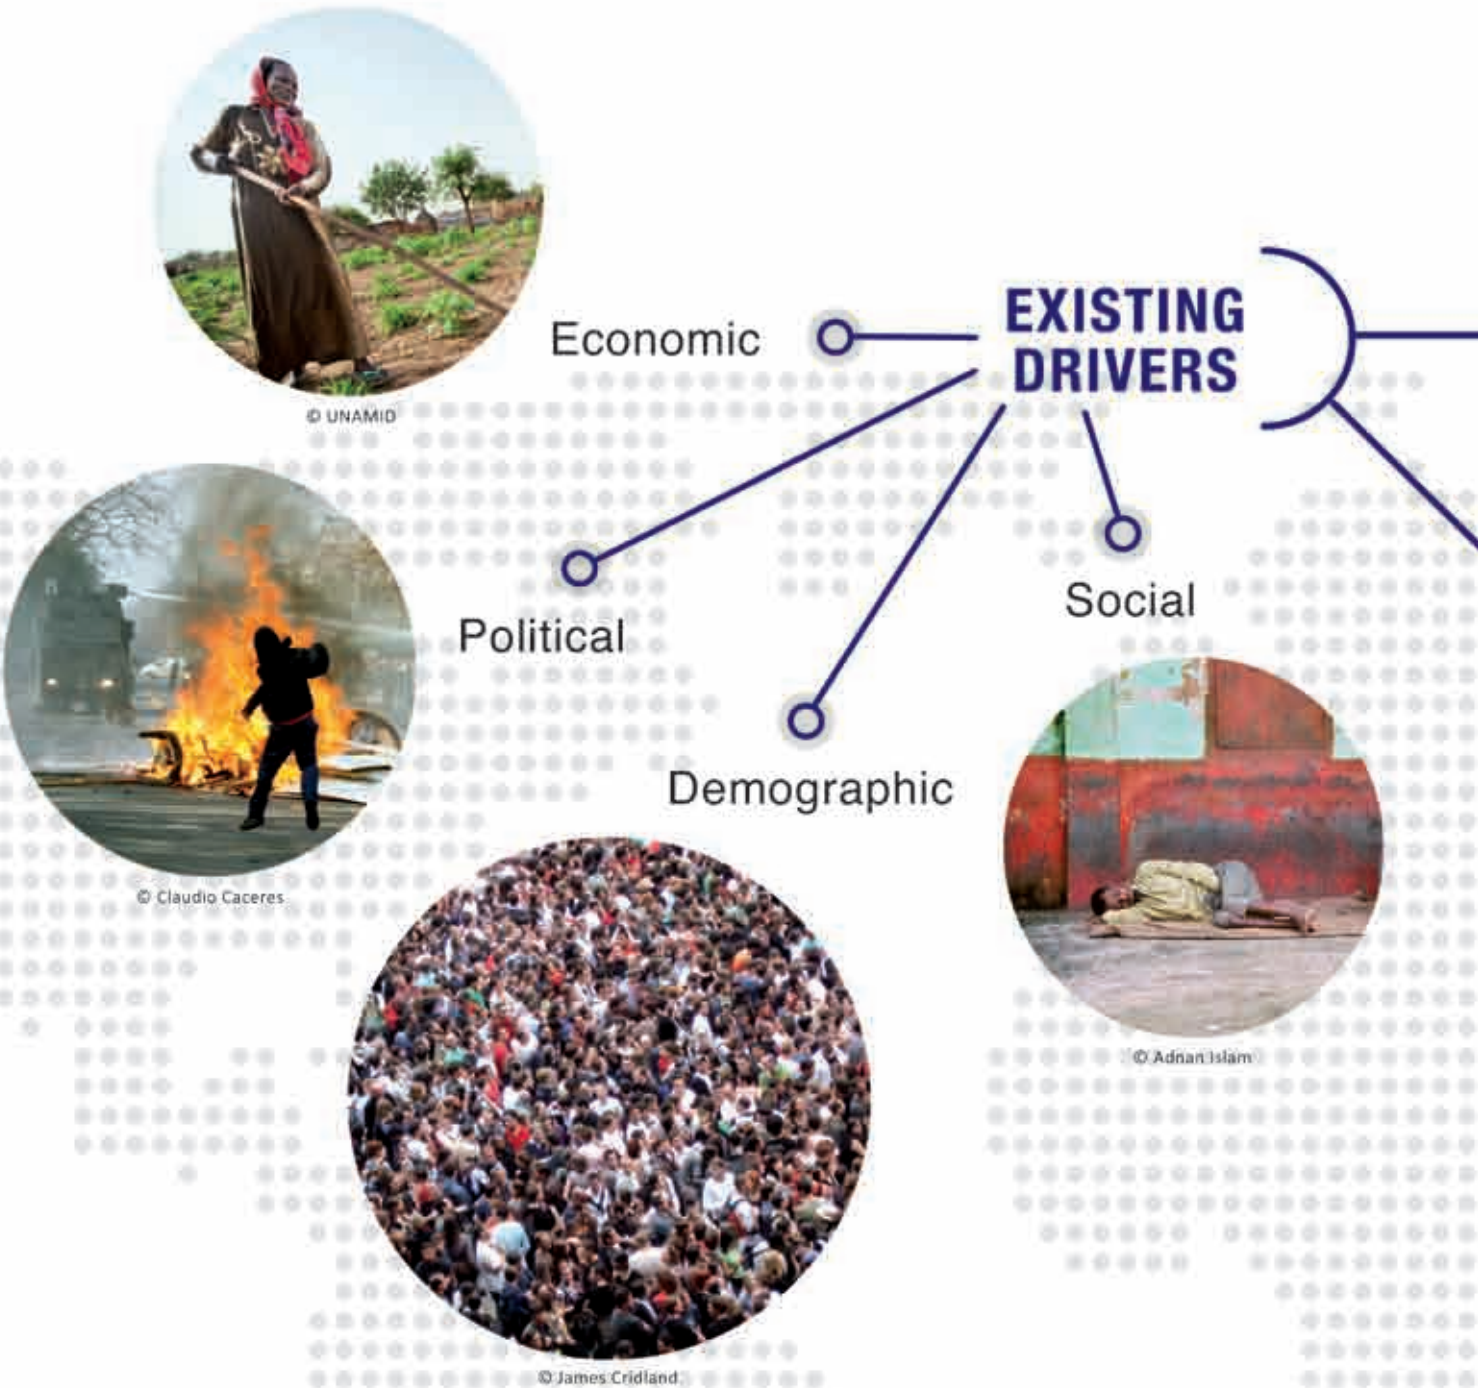 EXISTING
DRIVERS
Economic
© UNAMID
Political
Social
Demographic
© Claudio Caceres
© Adnan Islam
© James Cridland